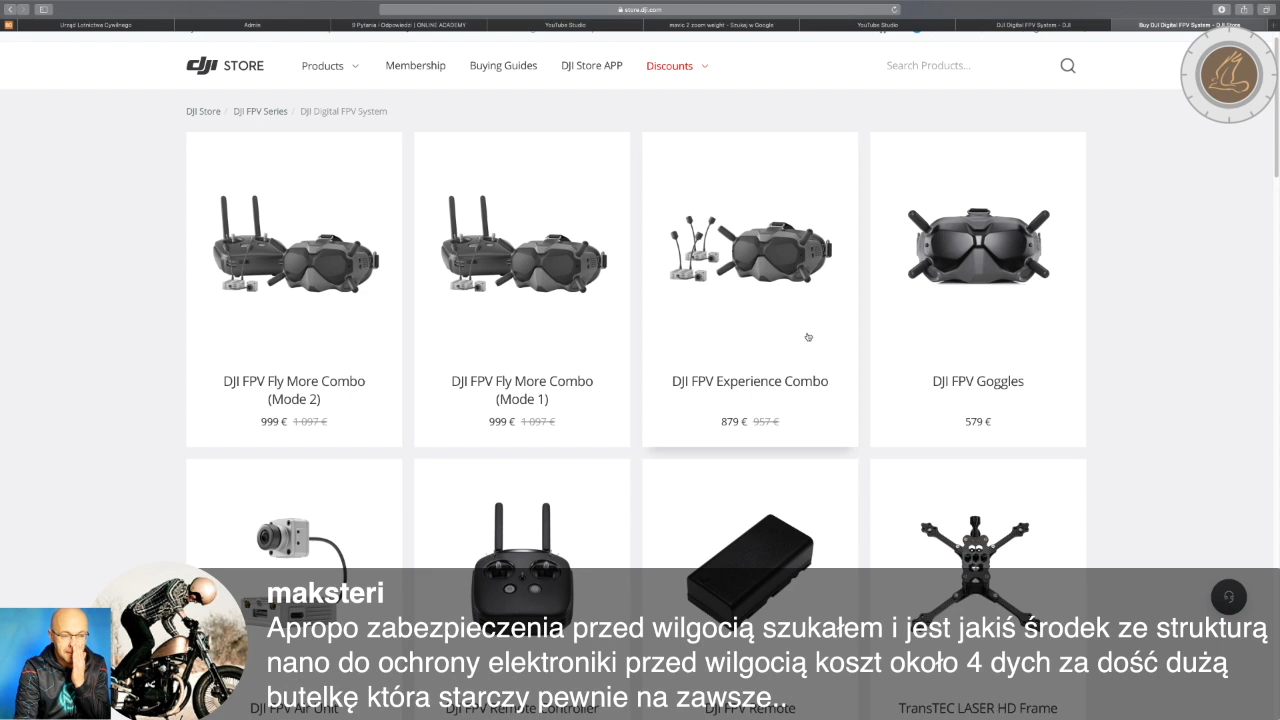 store.dji.com
Urząd Lotnictwa Cywilnego
Admin
9 Pytania i Odpowiedzi | ONLINE ACADEMY
YouTube Studio
mavic 2 zoom weight - Szukaj w Google
YouTube Studio
DJI Digital FPV System - DJI
Buy DJI Digital FPV System - DJI Store
dji STORE
Products
Membership
Buying Guides
DJI Store APP
Discounts
Search Products...
DJI Store / DJI FPV Series / DJI Digital FPV System
DJI FPV Fly More Combo
(Mode 2)
999 € 1 097 €
DJI FPV Fly More Combo
(Mode 1)
999 € 1 097 €
DJI FPV Experience Combo
879 € 957 €
DJI FPV Goggles
579 €
maksteri
Apropo zabezpieczenia przed wilgocią szukałem i jest jakiś środek ze strukturą
nano do ochrony elektroniki przed wilgocią koszt około 4 dych za dość dużą
butelkę która starczy pewnie na zawsze..
DJI FPV Air Unit
DJI FPV Remote Controller
DJI FPV Remote
TransTEC LASER HD Frame